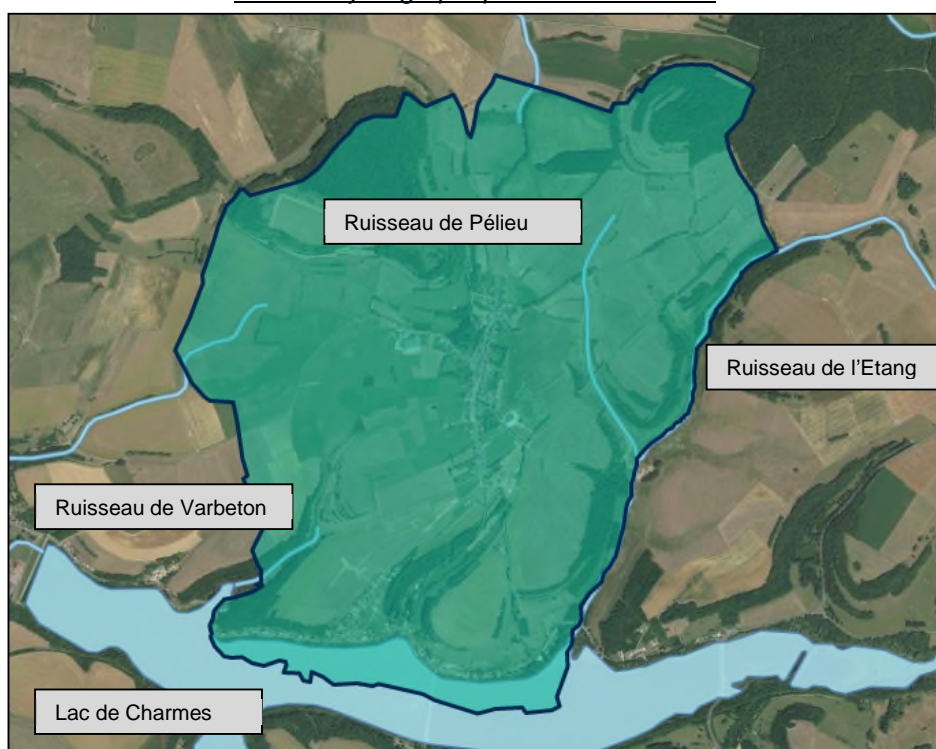 Ruisseau de Pélieu
Ruisseau de l'Etang
Ruisseau de Varbeton
Lac de Charmes